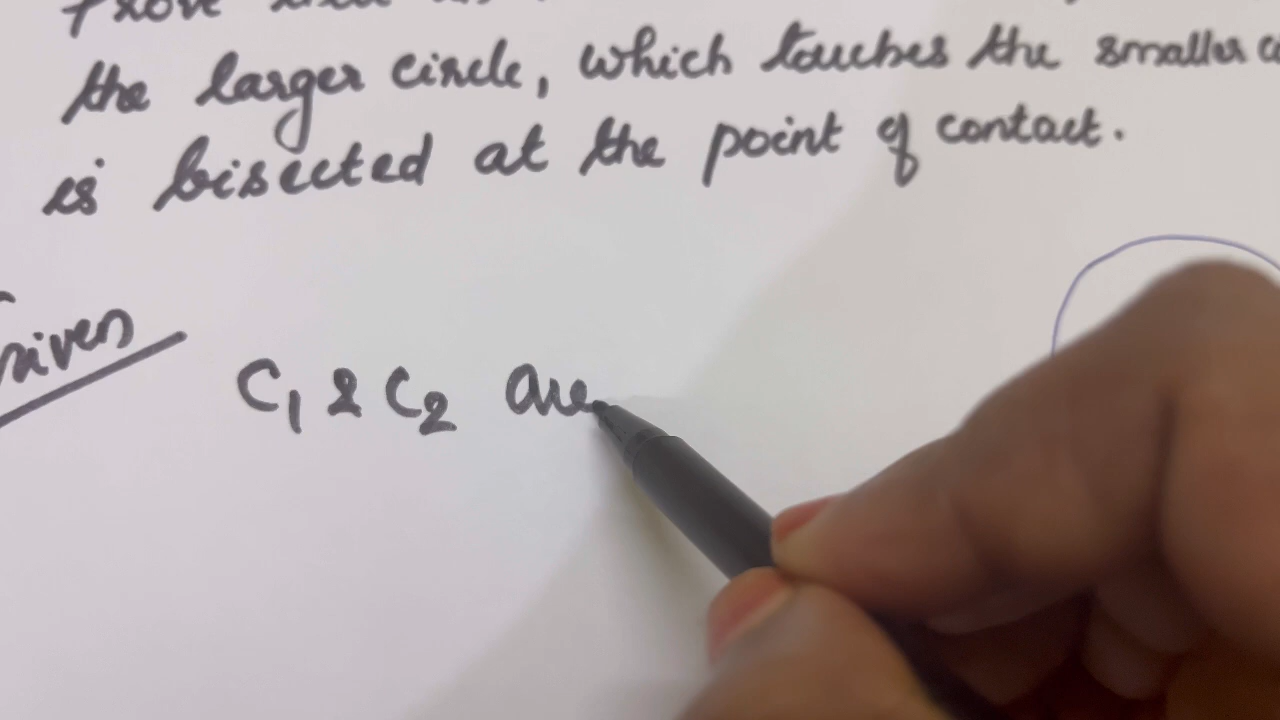 the larger circle, which touches the smaller
is bisected at the point of contact.
Given
C1 & C2 are